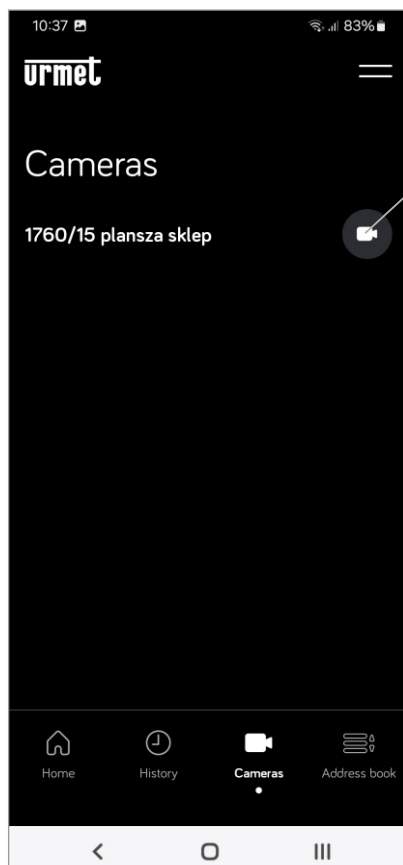 10:37 83%
urmet
Cameras
1760/15 plansza sklep
Home History Cameras Address book